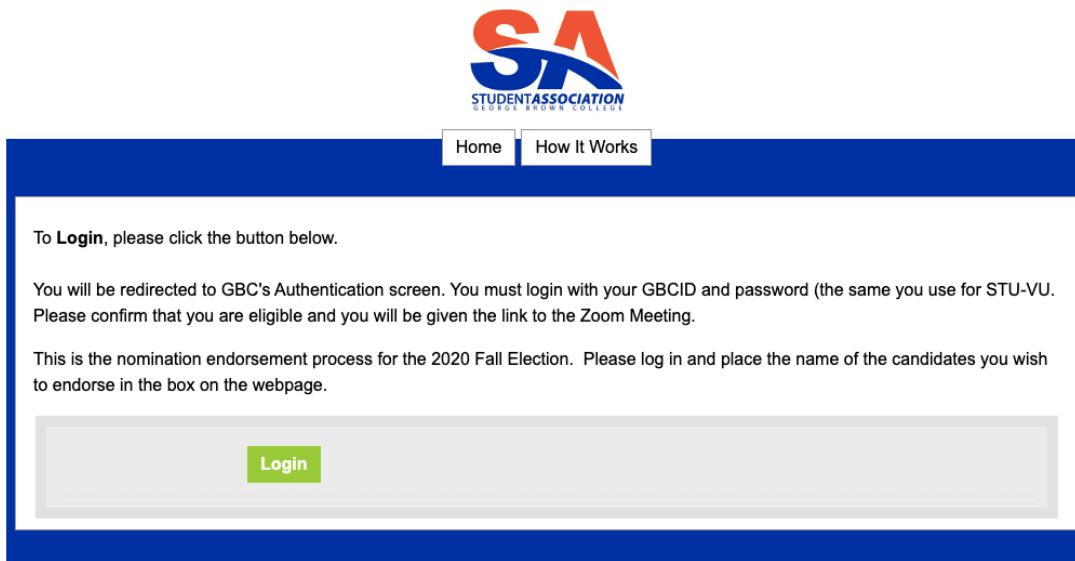 SA
STUDENTASSOCIATION
GEORGE BROWN COLLEGE
Home How It Works
To Login, please click the button below.
You will be redirected to GBC's Authentication screen. You must login with your GBCID and password (the same you use for STU-VU.
Please confirm that you are eligible and you will be given the link to the Zoom Meeting.
This is the nomination endorsement process for the 2020 Fall Election.  Please log in and place the name of the candidates you wish
to endorse in the box on the webpage.
Login